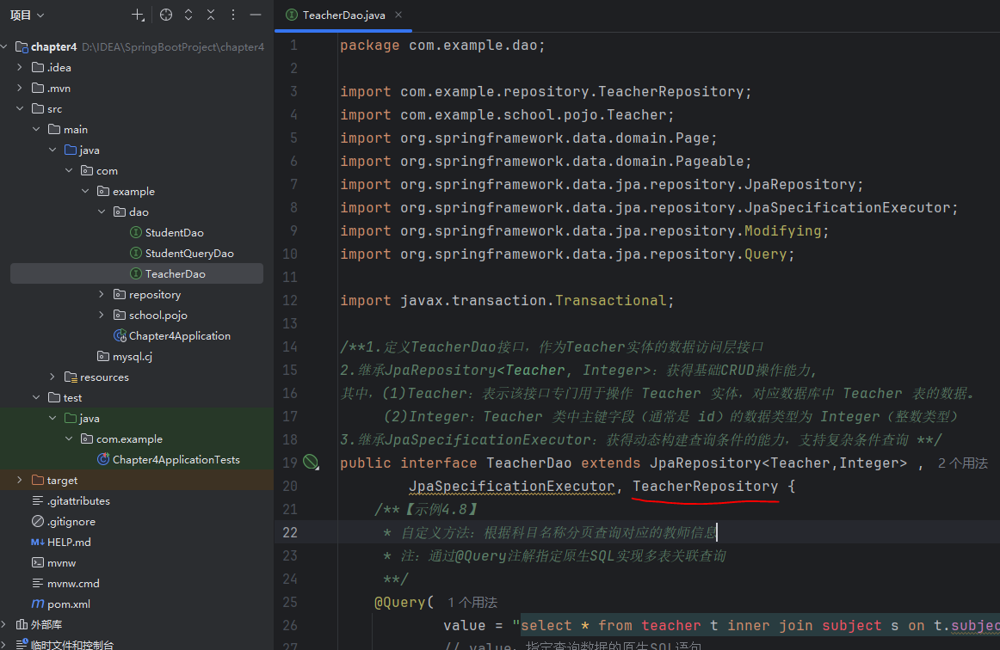 项目
TeacherDao.java
chapter4 D:\IDEA\SpringBootProject\chapter4
.idea
.mvn
src
main
java
com
example
dao
StudentDao
StudentQueryDao
TeacherDao
repository
school.pojo
Chapter4Application
mysql.cj
resources
test
java
com.example
Chapter4ApplicationTests
target
.gitattributes
.gitignore
HELP.md
mvnw
mvnw.cmd
pom.xml
外部库
临时文件和控制台
1 package com.example.dao;
2
3 import com.example.repository.TeacherRepository;
4 import com.example.school.pojo.Teacher;
5 import org.springframework.data.domain.Page;
6 import org.springframework.data.domain.Pageable;
7 import org.springframework.data.jpa.repository.JpaRepository;
8 import org.springframework.data.jpa.repository.JpaSpecificationExecutor;
9 import org.springframework.data.jpa.repository.Modifying;
10 import org.springframework.data.jpa.repository.Query;
11
12 import javax.transaction.Transactional;
13
14 /**1.定义TeacherDao接口，作为Teacher实体的数据访问层接口
15 2.继承JpaRepository<Teacher, Integer>：获得基础CRUD操作能力,
16 其中，(1)Teacher：表示该接口专门用于操作 Teacher 实体，对应数据库中 Teacher 表的数据。
17 (2)Integer：Teacher 类中主键字段（通常是 id）的数据类型为 Integer（整数类型）
18 3.继承JpaSpecificationExecutor：获得动态构建查询条件的能力，支持复杂条件查询 **/
19 public interface TeacherDao extends JpaRepository<Teacher,Integer> , 2 个用法
20 JpaSpecificationExecutor, TeacherRepository {
21 /**【示例4.8】
22 * 自定义方法：根据科目名称分页查询对应的教师信息
23 * 注：通过@Query注解指定原生SQL实现多表关联查询
24 **/
25 @Query( 1 个用法
26 value = "select * from teacher t inner join subject s on t.subjec
27 // value：指定查询数据的原生SQL语句